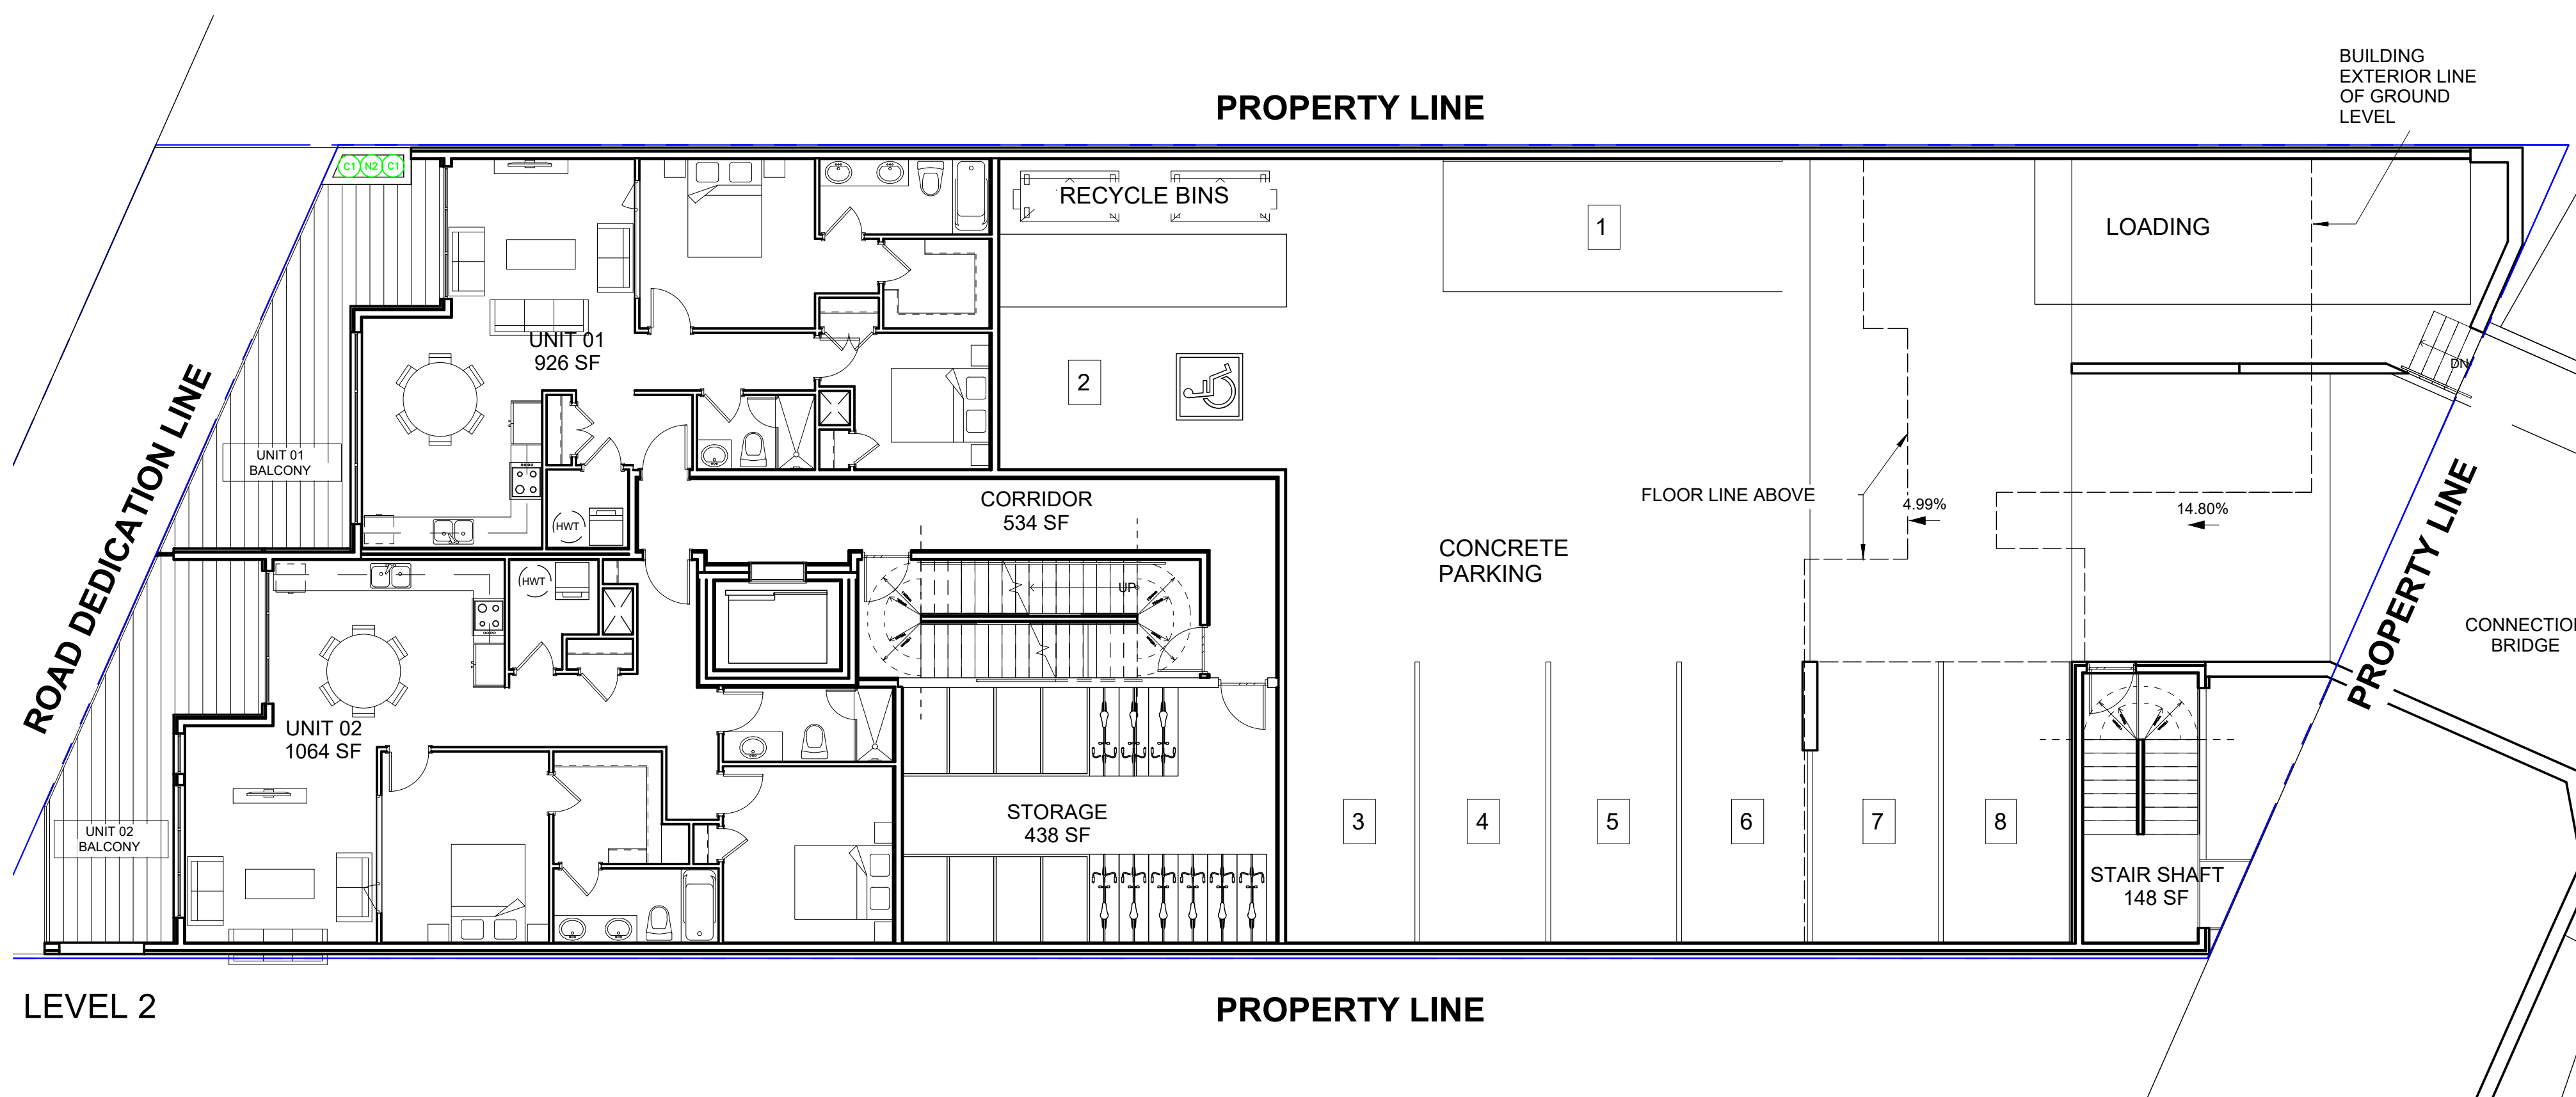 BUILDING
EXTERIOR LINE
OF GROUND
LEVEL
PROPERTY LINE
C1 N2 C1
RECYCLE BINS
1
LOADING
UNIT 01
926 SF
2
DN
ROAD DEDICATION LINE
UNIT 01
BALCONY
CORRIDOR
534 SF
FLOOR LINE ABOVE
4.99%
14.80%
PROPERTY LINE
HWT
CONCRETE
PARKING
HWT
UP
CONNECTION
BRIDGE
UNIT 02
1064 SF
UNIT 02
BALCONY
STORAGE
438 SF
3
4
5
6
7
8
STAIR SHAFT
148 SF
LEVEL 2
PROPERTY LINE